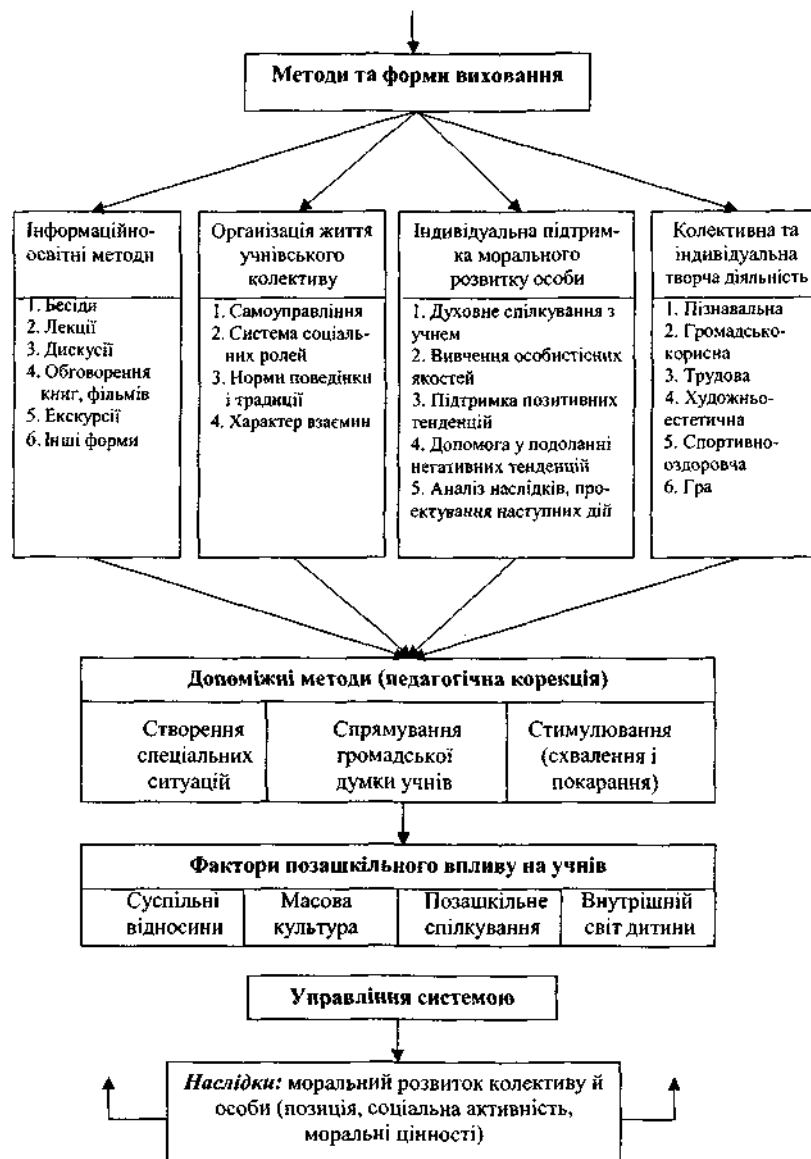 Методи та форми виховання
Інформаційно-
освітні методи
1. Бесіди
2. Лекції
3. Дискусії
4. Обговорення
книг, фільмів
5. Екскурсії
6. Інші форми
Організація життя
учнівського
колективу
1. Самоуправління
2. Система соціаль-
них ролей
3. Норми поведінки
і традиції
4. Характер взаємин
Індивідуальна підтрим-
ка морального
розвитку особи
1. Духовне спілкування з
учнем
2. Вивчення особистісних
якостей
3. Підтримка позитивних
тенденцій
4. Допомога у подоланні
негативних тенденцій
5. Аналіз наслідків, про-
ектування наступних дій
Колективна та
індивідуальна
творча діяльність
1. Пізнавальна
2. Громадсько-
корисна
3. Трудова
4. Художньо-
естетична
5. Спортивно-
оздоровча
6. Гра
Допоміжні методи (педагогічна корекція)
Створення
спеціальних
ситуацій
Спрямування
громадської
думки учнів
Стимулювання
(схвалення і
покарання)
Фактори позашкільного впливу на учнів
Суспільні
відносини
Масова
культура
Позашкільне
спілкування
Внутрішній
світ дитини
Управління системою
Наслідки: моральний розвиток колективу й
особи (позиція, соціальна активність,
моральні цінності)